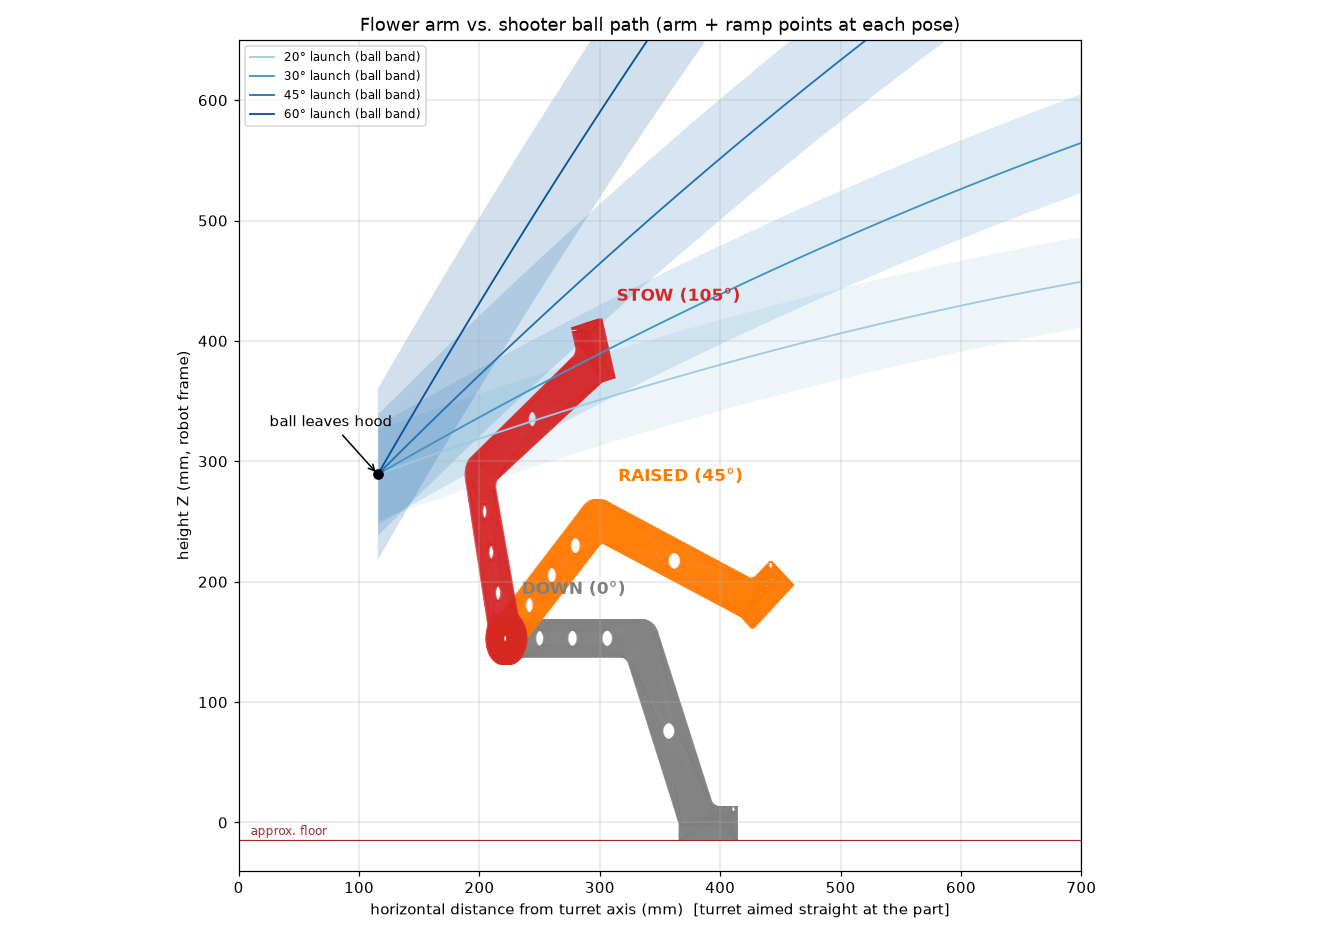 Flower arm vs. shooter ball path (arm + ramp points at each pose)
20° launch (ball band)
30° launch (ball band)
45° launch (ball band)
60° launch (ball band)
600
500
400
300
200
100
0
height Z (mm, robot frame)
STOW (105°)
ball leaves hood
RAISED (45°)
DOWN (0°)
approx. floor
0 100 200 300 400 500 600 700
horizontal distance from turret axis (mm)  [turret aimed straight at the part]